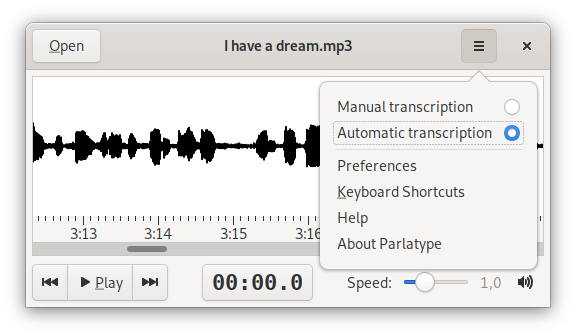 Open
I have a dream.mp3
Manual transcription
Automatic transcription
Preferences
Keyboard Shortcuts
Help
About Parlatype
3:13 3:14 3:15 3:16
Play
00:00.0
Speed: 1,0